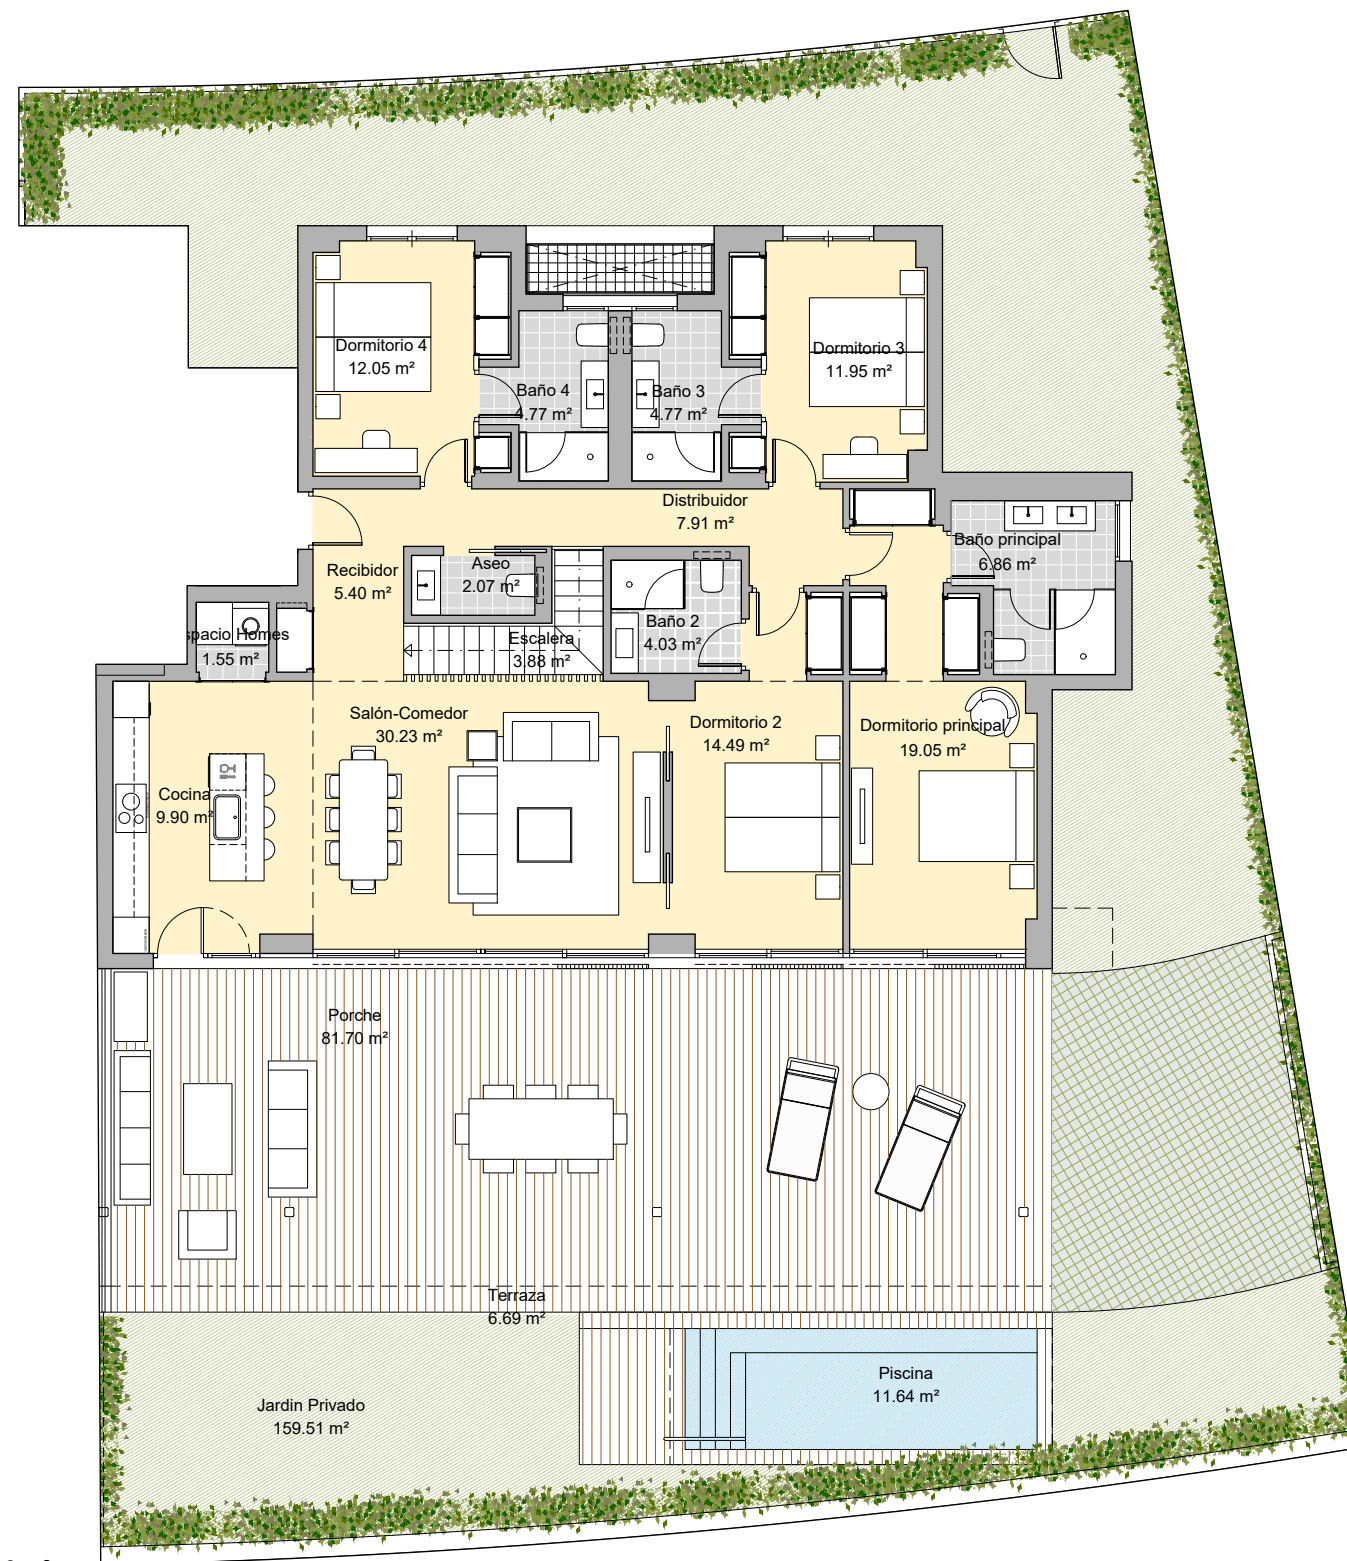 Dormitorio 4
12.05 m²
Dormitorio 3
11.95 m²
Baño 4
4.77 m²
Baño 3
4.77 m²
Distribuidor
7.91 m²
Baño principal
6.86 m²
Recibidor
5.40 m²
Aseo
2.07 m²
Baño 2
4.03 m²
Escalera
3.88 m²
spacio Homes
1.55 m²
Salón-Comedor
30.23 m²
Dormitorio 2
14.49 m²
Dormitorio principal
19.05 m²
Cocina
9.90 m²
Porche
81.70 m²
Terraza
6.69 m²
Piscina
11.64 m²
Jardin Privado
159.51 m²